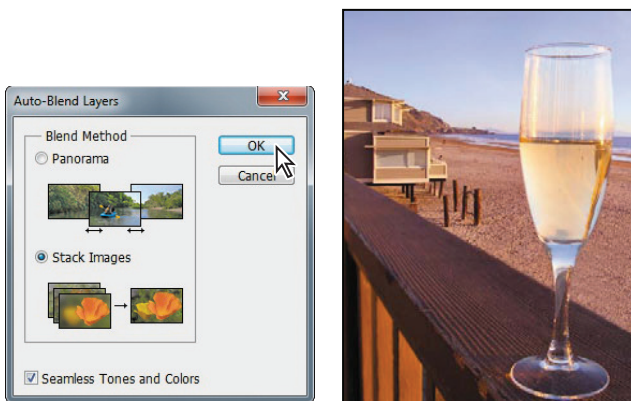 Auto-Blend Layers
Blend Method
Panorama
OK
Cancel
Stack Images
Seamless Tones and Colors